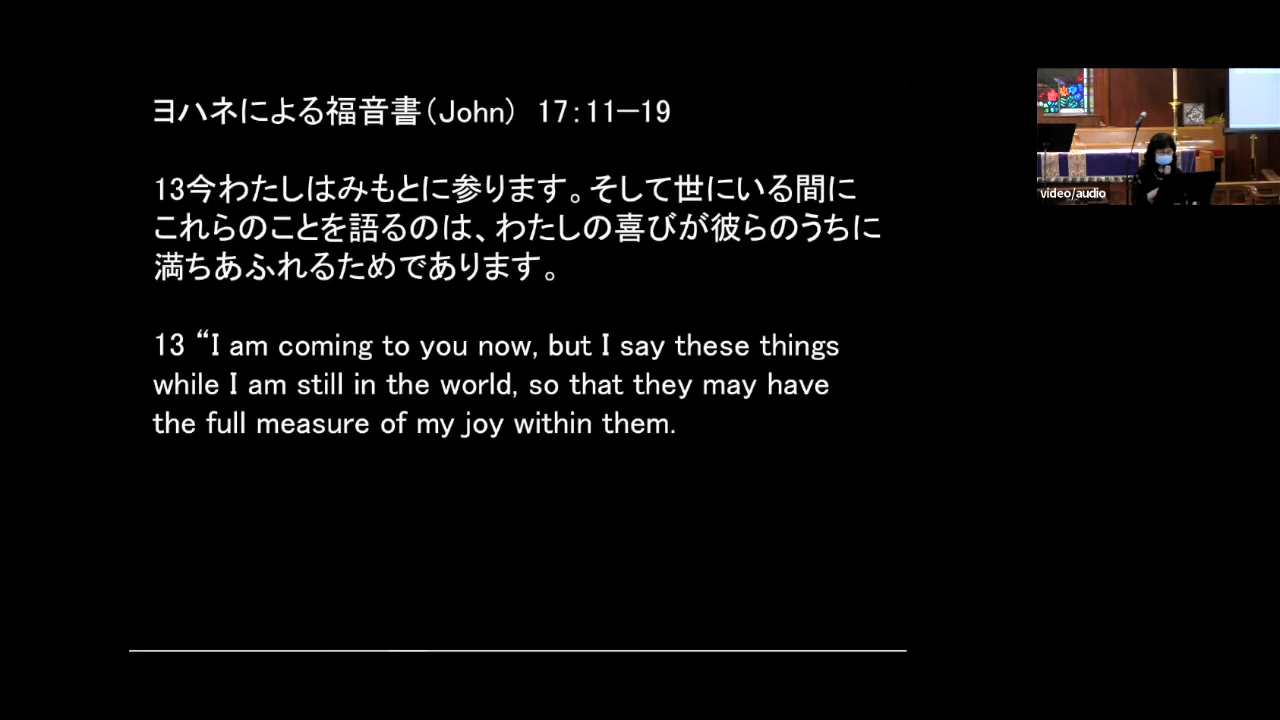 ヨハネによる福音書(John) 17:11ー19
13今わたしはみもとに参ります。そして世にいる間に
これらのことを語るのは、わたしの喜びが彼らのうちに
満ちあふれるためであります。
13 “I am coming to you now, but I say these things
while I am still in the world, so that they may have
the full measure of my joy within them.
video/audio